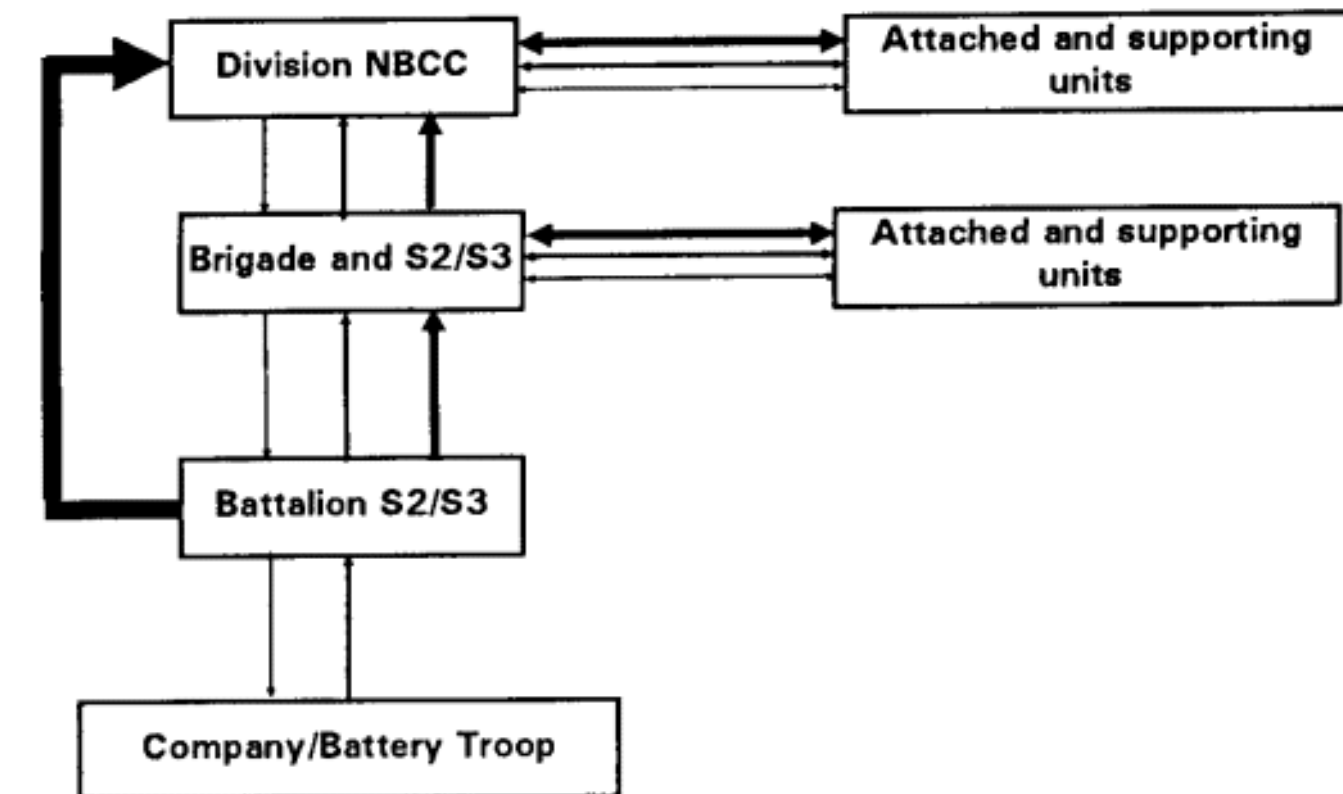 Division NBCC
Attached and supporting
units
Brigade and S2/S3
Attached and supporting
units
Battalion S2/S3
Company/Battery Troop